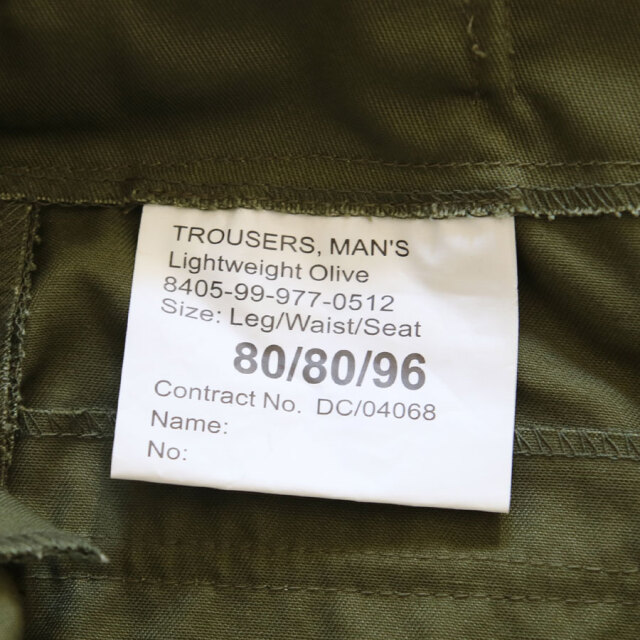 TROUSERS, MAN'S
Lightweight Olive
8405-99-977-0512
Size: Leg/Waist/Seat
80/80/96
Contract No. DC/04068
Name:
No: